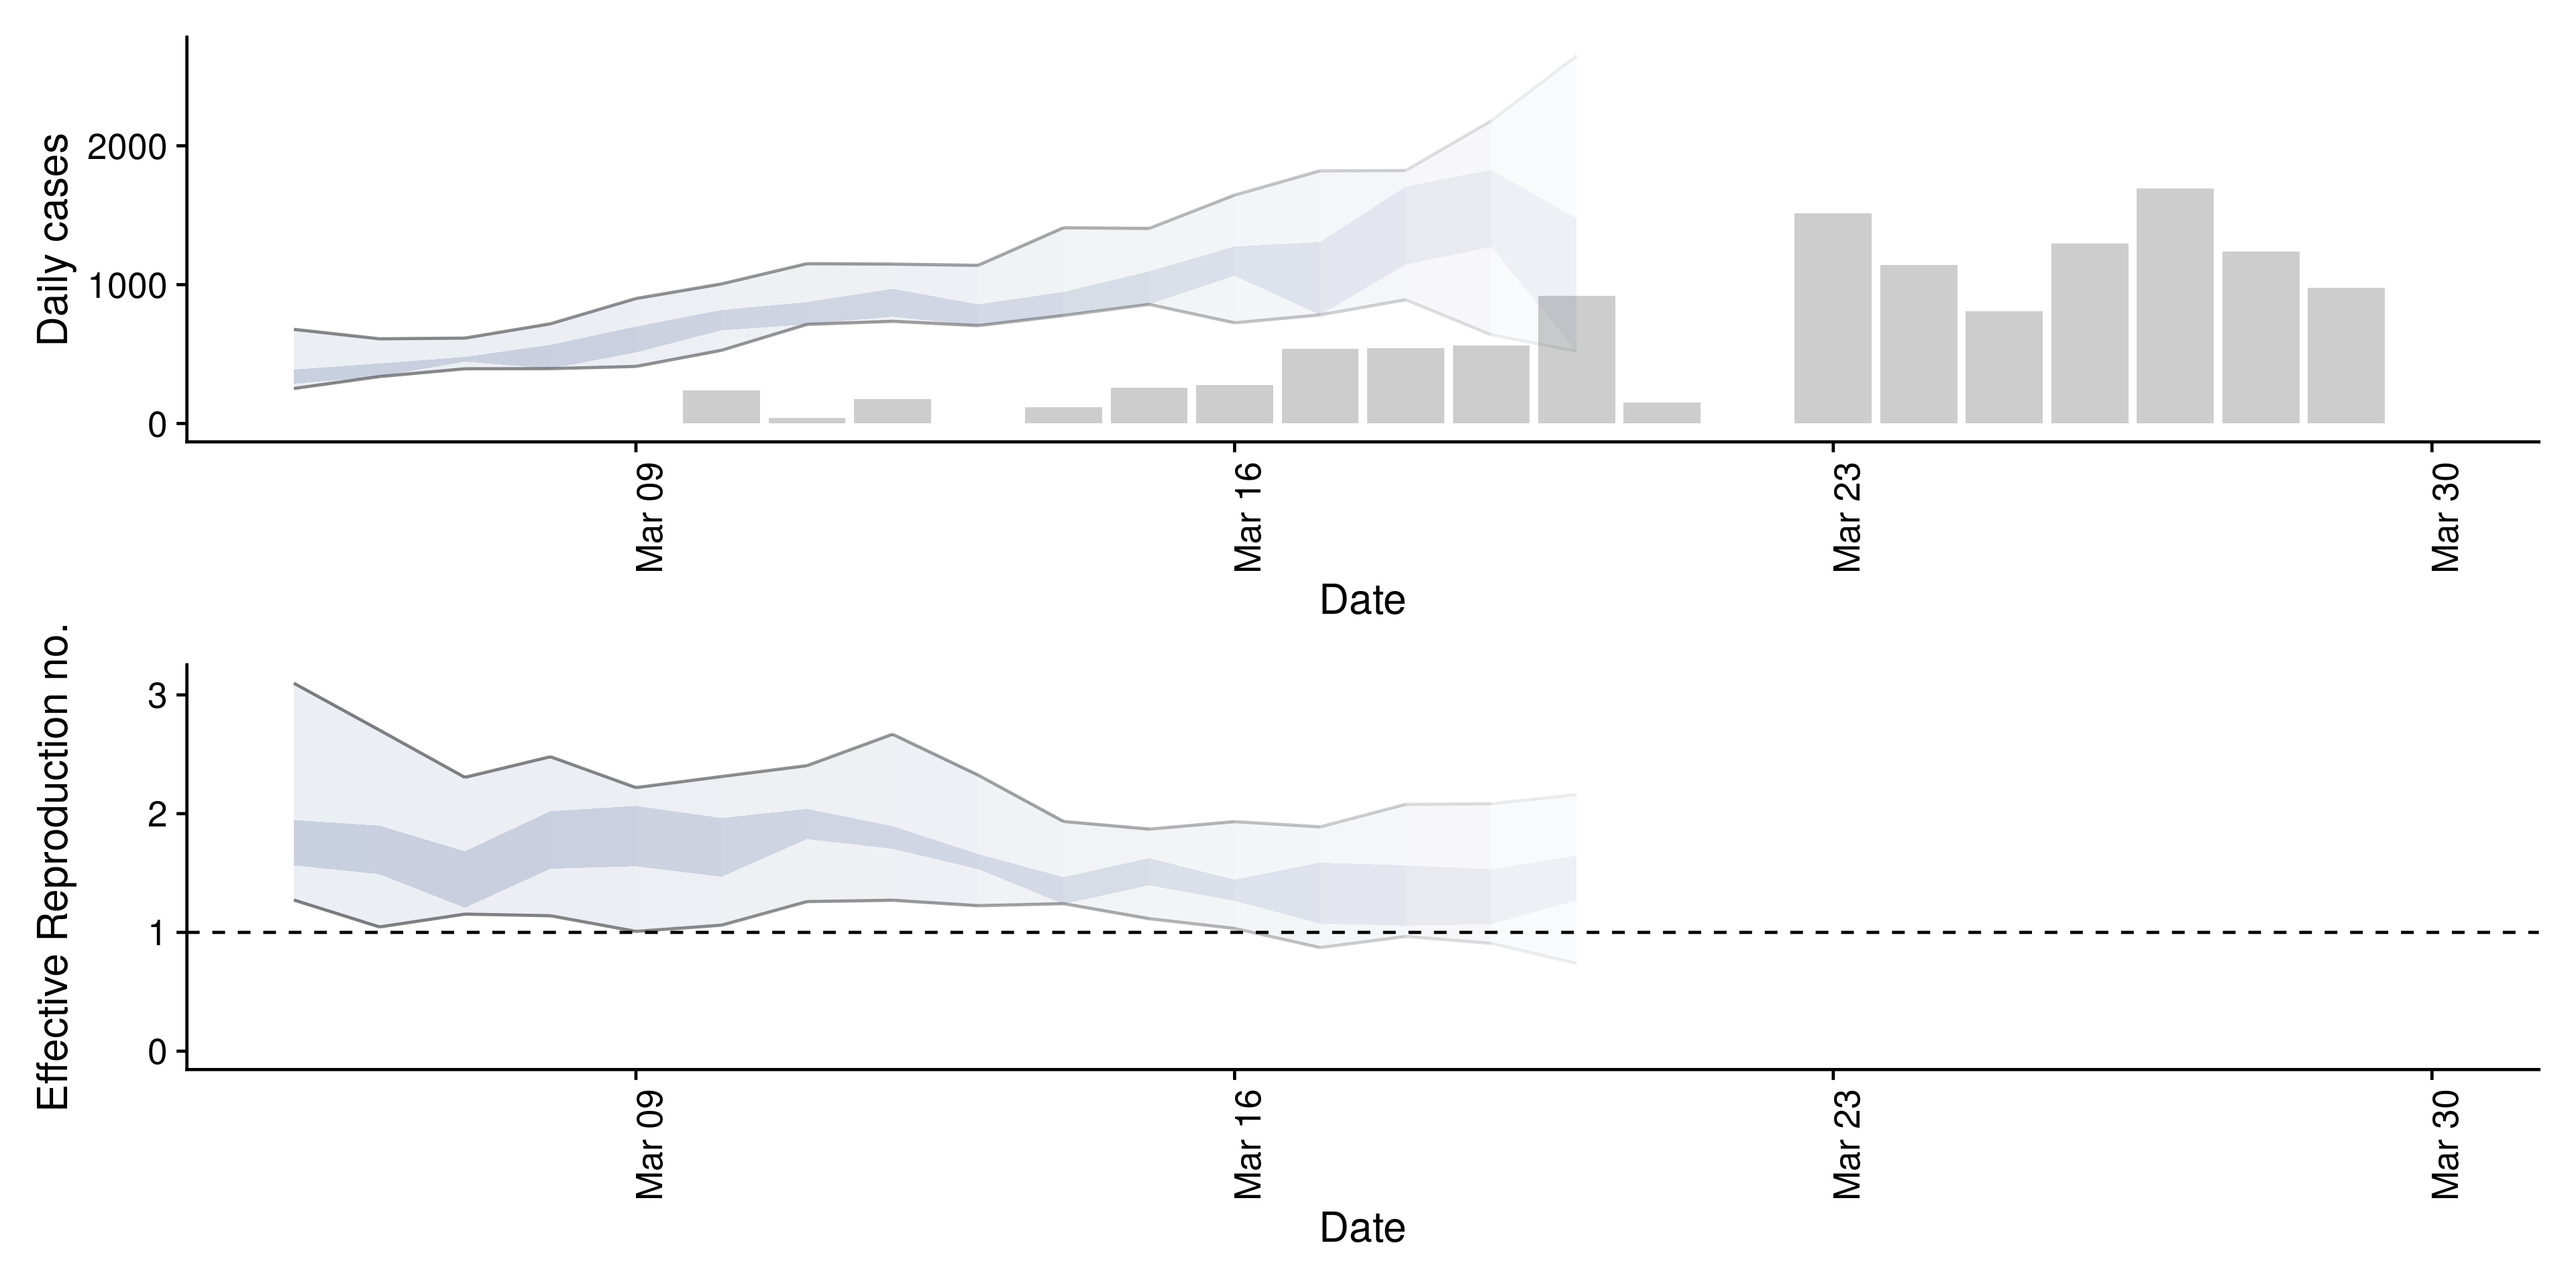 Daily cases
2000
1000
0
Mar 09
Mar 16
Mar 23
Mar 30
Date
Effective Reproduction no.
3
2
1
0
Mar 09
Mar 16
Mar 23
Mar 30
Date